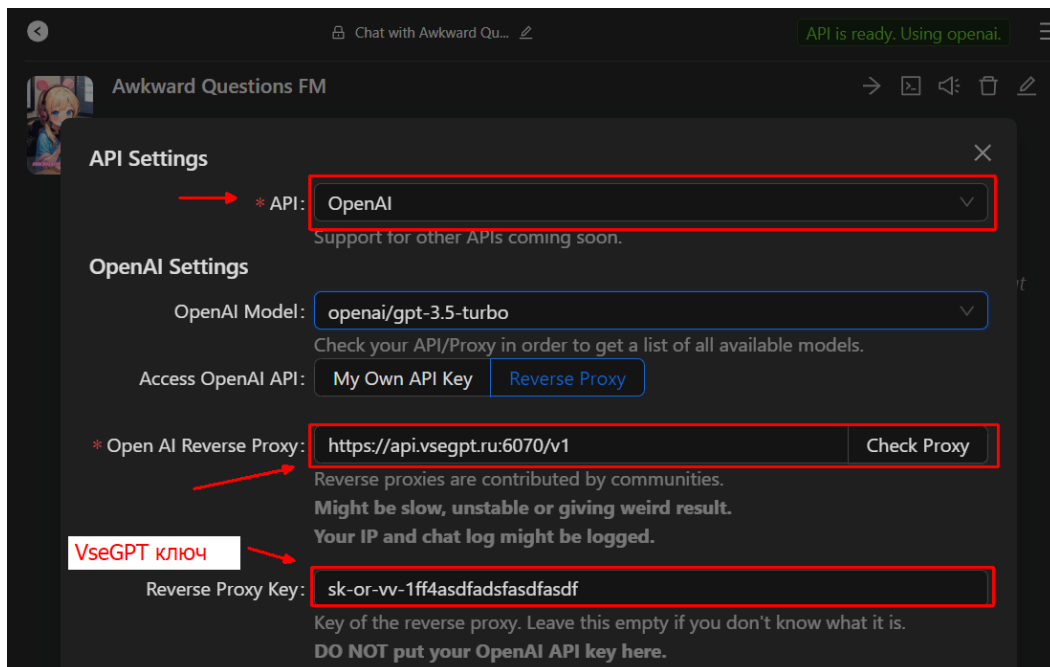 Chat with Awkward Qu...
API is ready. Using openai.
Awkward Questions FM
API Settings
* API: OpenAI
Support for other APIs coming soon.
OpenAI Settings
OpenAI Model: openai/gpt-3.5-turbo
Check your API/Proxy in order to get a list of all available models.
Access OpenAI API: My Own API Key Reverse Proxy
* Open AI Reverse Proxy: https://api.vsegpt.ru:6070/v1 Check Proxy
Reverse proxies are contributed by communities.
Might be slow, unstable or giving weird result.
Your IP and chat log might be logged.
VseGPT ключ
Reverse Proxy Key: sk-or-vv-1ff4asdfadsfasdfasdf
Key of the reverse proxy. Leave this empty if you don't know what it is.
DO NOT put your OpenAI API key here.